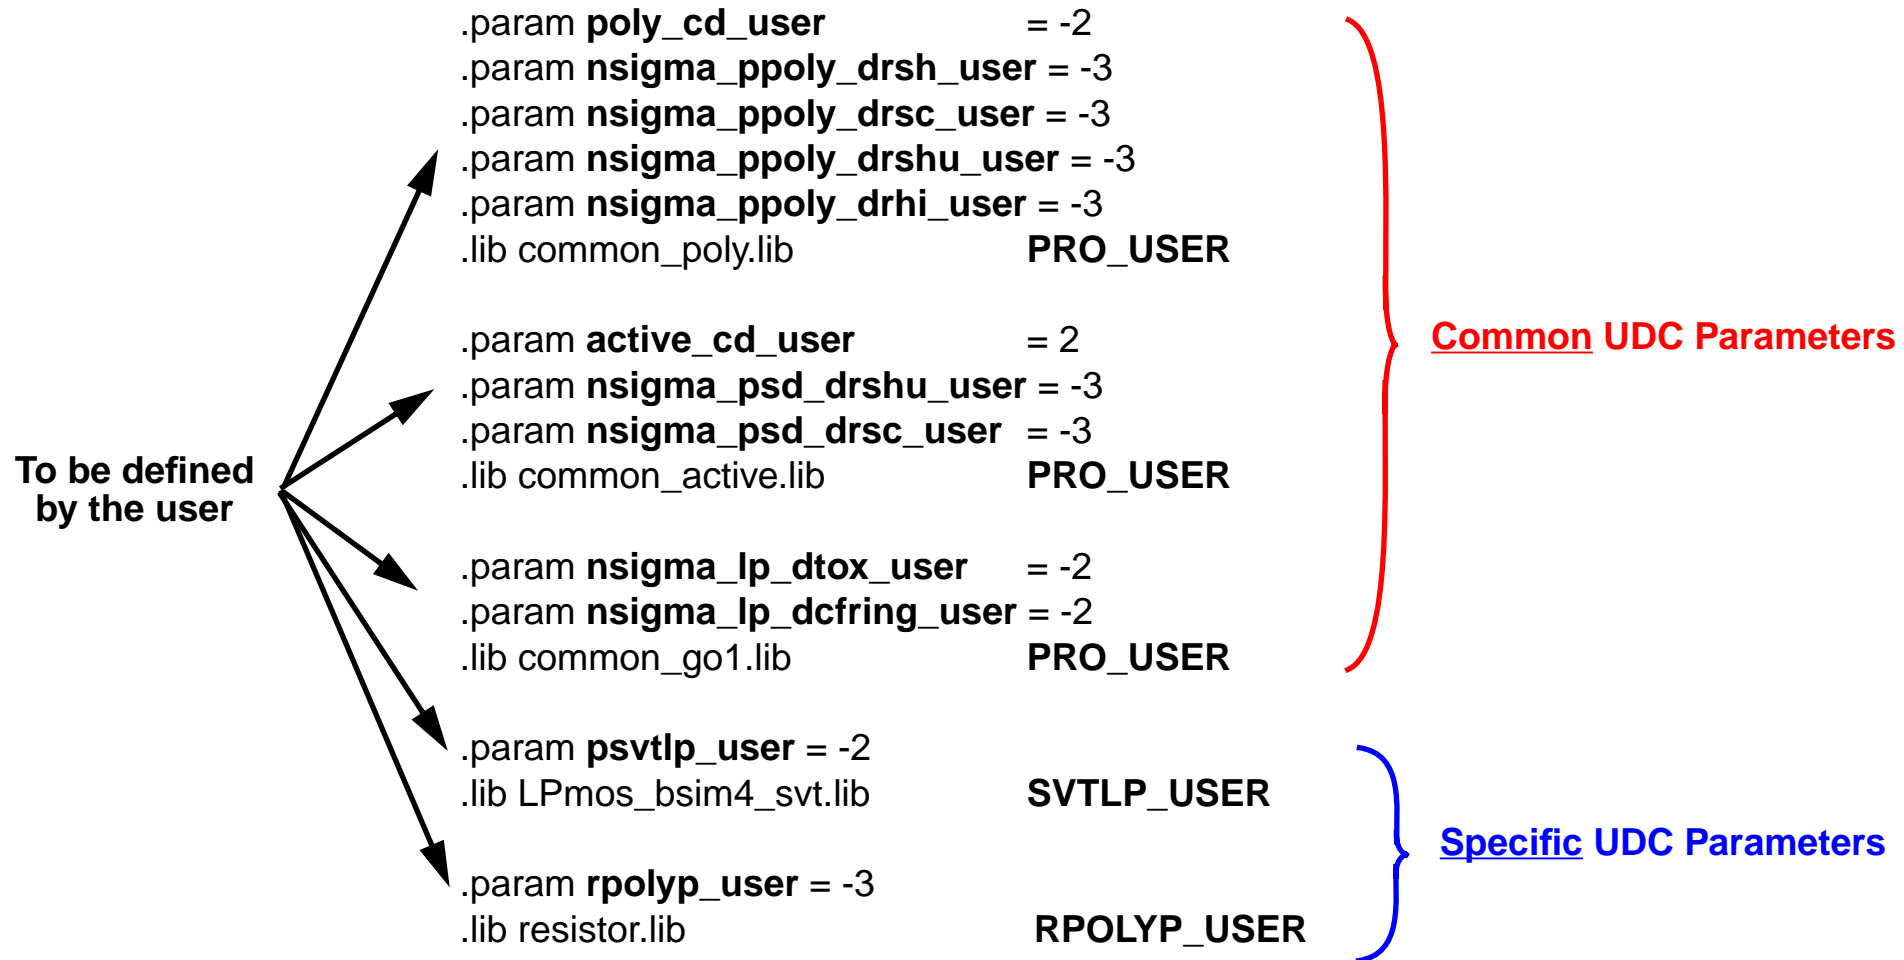 .param poly_cd_user = -2
.param nsigma_ppoly_drsh_user = -3
.param nsigma_ppoly_drsc_user = -3
.param nsigma_ppoly_drshu_user = -3
.param nsigma_ppoly_drhi_user = -3
.lib common_poly.lib PRO_USER
.param active_cd_user = 2
.param nsigma_psd_drshu_user = -3
.param nsigma_psd_drsc_user = -3
.lib common_active.lib PRO_USER
.param nsigma_lp_dtox_user = -2
.param nsigma_lp_dcfring_user = -2
.lib common_go1.lib PRO_USER
.param psvtlp_user = -2
.lib LPmos_bsim4_svt.lib SVTLP_USER
.param rpolyp_user = -3
.lib resistor.lib RPOLYP_USER
To be defined
by the user
Common UDC Parameters
Specific UDC Parameters